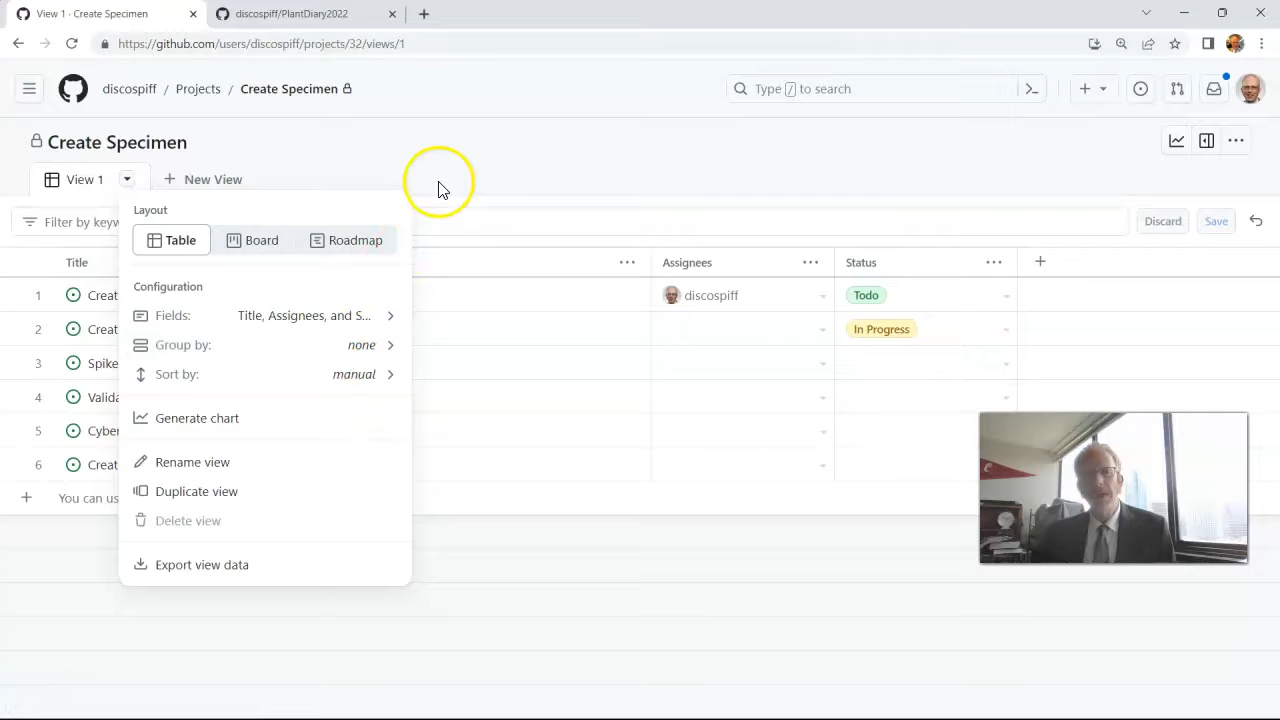 View 1 · Create Specimen
discospiff/PlantDiary2022
https://github.com/users/discospiff/projects/32/views/1
discospiff / Projects / Create Specimen
Type / to search
Create Specimen
View 1
New View
Layout
Filter by keyw
Discard
Save
Table
Board
Roadmap
Title
Assignees
Status
Configuration
1
Creat
discospiff
Todo
Fields:
Title, Assignees, and S...
2
Creat
In Progress
Group by:
none
3
Spike
Sort by:
manual
4
Valida
Generate chart
5
Cyber
6
Creat
Rename view
Duplicate view
You can us
Delete view
Export view data